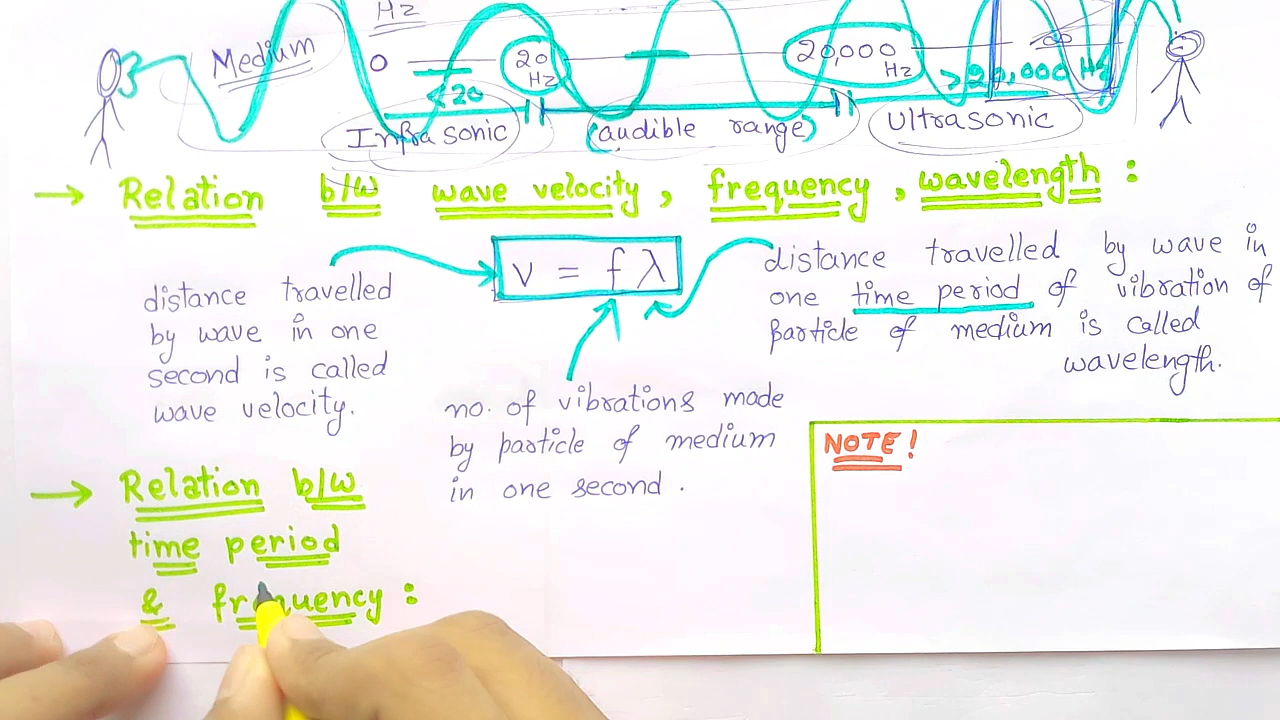 Hz
Medium
0
20
Hz
20,000
Hz
∞
<20
>20,000 Hz
Infrasonic
(audible range)
Ultrasonic
→ Relation b/w wave velocity, frequency, wavelength :
v = f λ
distance travelled
by wave in one
second is called
wave velocity.
no. of vibrations made
by particle of medium
in one second.
distance travelled by wave in
one time period of vibration of
particle of medium is called
wavelength.
→ Relation b/w
time period
& frequency :
NOTE!